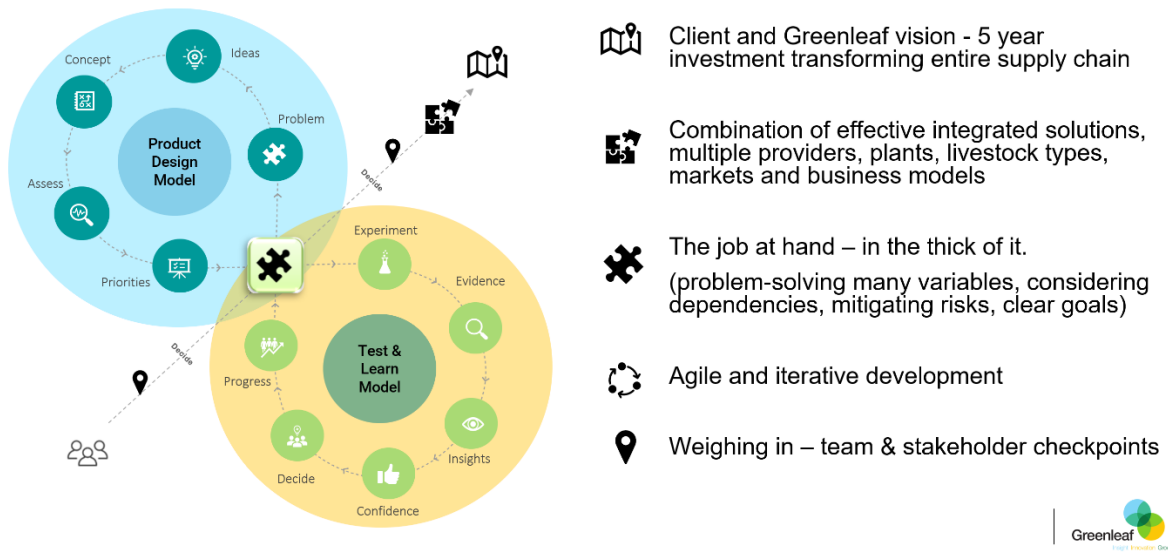 Ideas
Concept
Problem
Product
Design
Model
Assess
Priorities
Decide
Experiment
Evidence
Decide
Test &
Learn
Model
Progress
Insights
Decide
Confidence
Client and Greenleaf vision - 5 year
investment transforming entire supply chain
Combination of effective integrated solutions,
multiple providers, plants, livestock types,
markets and business models
The job at hand – in the thick of it.
(problem-solving many variables, considering
dependencies, mitigating risks, clear goals)
Agile and iterative development
Weighing in – team & stakeholder checkpoints
Greenleaf